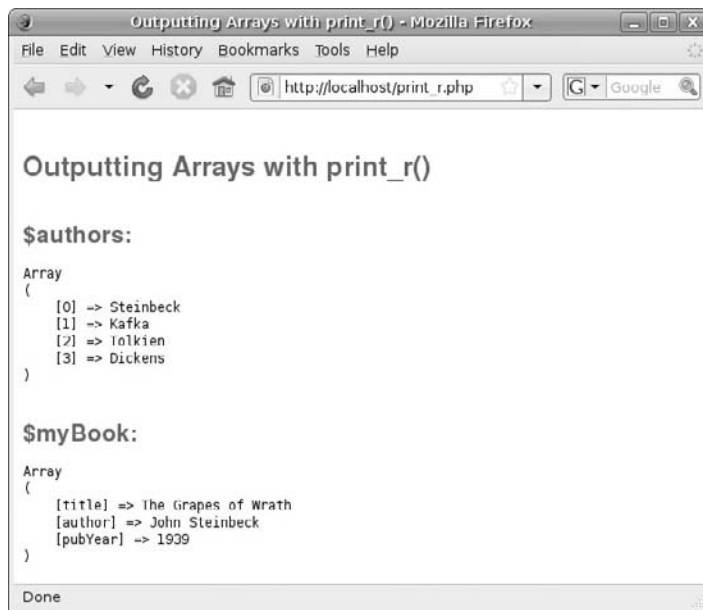 Outputting Arrays with print_r() - Mozilla Firefox
File Edit View History Bookmarks Tools Help
http://localhost/print_r.php G Google
Outputting Arrays with print_r()
$authors:
Array
(
[0] => Steinbeck
[1] => Kafka
[2] => Tolkien
[3] => Dickens
)
$myBook:
Array
(
[title] => The Grapes of Wrath
[author] => John Steinbeck
[pubYear] => 1939
)
Done